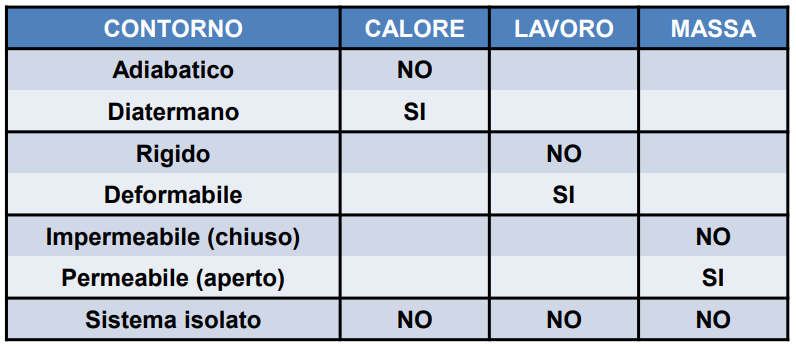 CONTORNO CALORE LAVORO MASSA
Adiabatico NO
Diatermano SI
Rigido NO
Deformabile SI
Impermeabile (chiuso) NO
Permeabile (aperto) SI
Sistema isolato NO NO NO